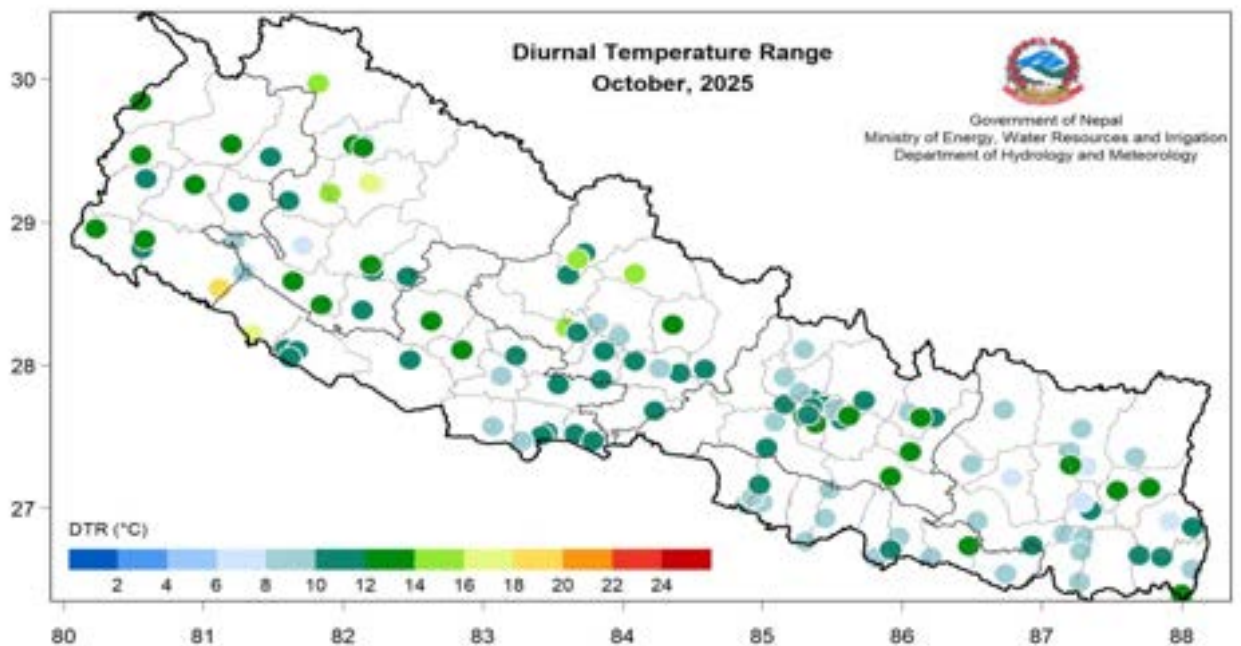 Diurnal Temperature Range
October, 2025
Government of Nepal
Ministry of Energy, Water Resources and Irrigation
Department of Hydrology and Meteorology
30
29
28
27
DTR (°C)
2 4 6 8 10 12 14 16 18 20 22 24
80 81 82 83 84 85 86 87 88